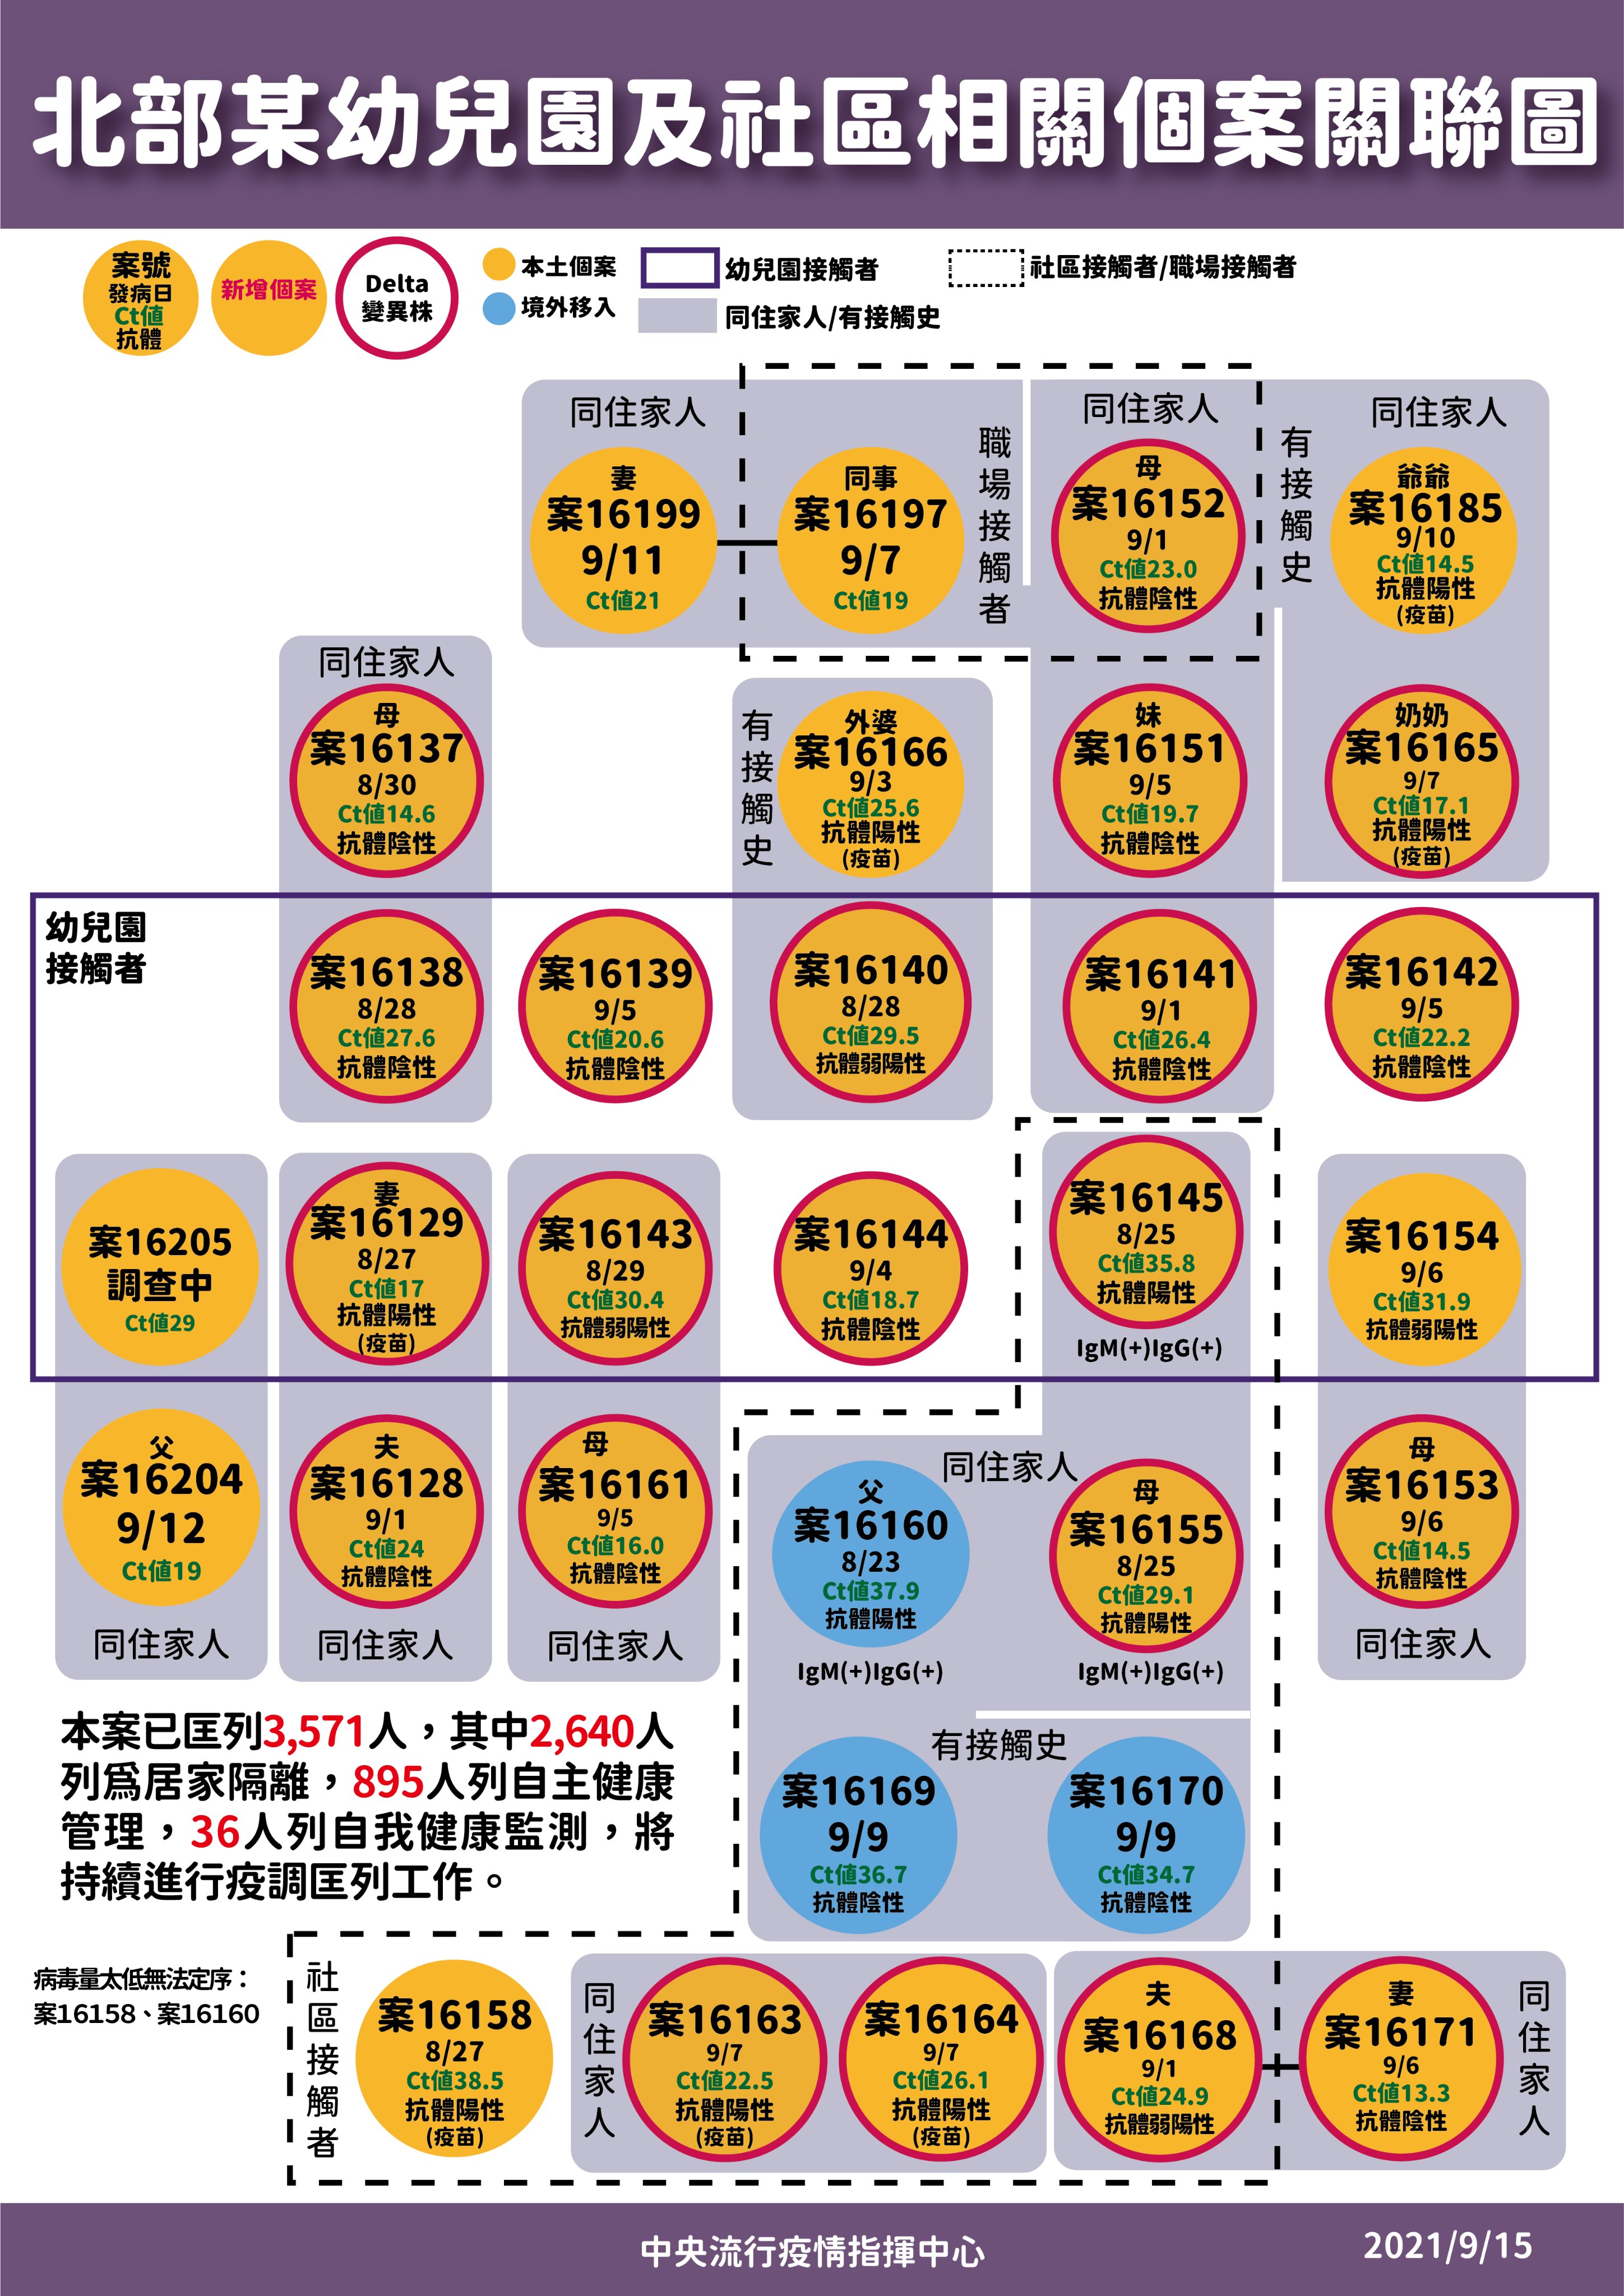 北部某幼兒園及社區相關個案關聯圖
案號
發病日
Ct值
抗體
新增個案
Delta
變異株
本土個案
境外移入
幼兒園接觸者
同住家人/有接觸史
社區接觸者/職場接觸者
同住家人
妻
案16199
9/11
Ct值21
同事
案16197
9/7
Ct值19
職場接觸者
同住家人
母
案16152
9/1
Ct值23.0
抗體陰性
有接觸史
同住家人
爺爺
案16185
9/10
Ct值14.5
抗體陽性
(疫苗)
同住家人
母
案16137
8/30
Ct值14.6
抗體陰性
有接觸史
外婆
案16166
9/3
Ct值25.6
抗體陽性
(疫苗)
妹
案16151
9/5
Ct值19.7
抗體陰性
奶奶
案16165
9/7
Ct值17.1
抗體陽性
(疫苗)
幼兒園
接觸者
案16138
8/28
Ct值27.6
抗體陰性
案16139
9/5
Ct值20.6
抗體陰性
案16140
8/28
Ct值29.5
抗體弱陽性
案16141
9/1
Ct值26.4
抗體陰性
案16142
9/5
Ct值22.2
抗體陰性
案16205
調查中
Ct值29
妻
案16129
8/27
Ct值17
抗體陽性
(疫苗)
案16143
8/29
Ct值30.4
抗體弱陽性
案16144
9/4
Ct值18.7
抗體陰性
案16145
8/25
Ct值35.8
抗體陽性
IgM(+)IgG(+)
案16154
9/6
Ct值31.9
抗體弱陽性
父
案16204
9/12
Ct值19
同住家人
夫
案16128
9/1
Ct值24
抗體陰性
同住家人
母
案16161
9/5
Ct值16.0
抗體陰性
同住家人
同住家人
父
案16160
8/23
Ct值37.9
抗體陽性
IgM(+)IgG(+)
母
案16155
8/25
Ct值29.1
抗體陽性
IgM(+)IgG(+)
母
案16153
9/6
Ct值14.5
抗體陰性
同住家人
有接觸史
案16169
9/9
Ct值36.7
抗體陰性
案16170
9/9
Ct值34.7
抗體陰性
本案已匡列3,571人，其中2,640人
列爲居家隔離，895人列自主健康
管理，36人列自我健康監測，將
持續進行疫調匡列工作。
病毒量太低無法定序：
案16158、案16160
社區接觸者
案16158
8/27
Ct值38.5
抗體陽性
(疫苗)
同住家人
案16163
9/7
Ct值22.5
抗體陽性
(疫苗)
案16164
9/7
Ct值26.1
抗體陽性
(疫苗)
夫
案16168
9/1
Ct值24.9
抗體弱陽性
妻
案16171
9/6
Ct值13.3
抗體陰性
同住家人
中央流行疫情指揮中心
2021/9/15